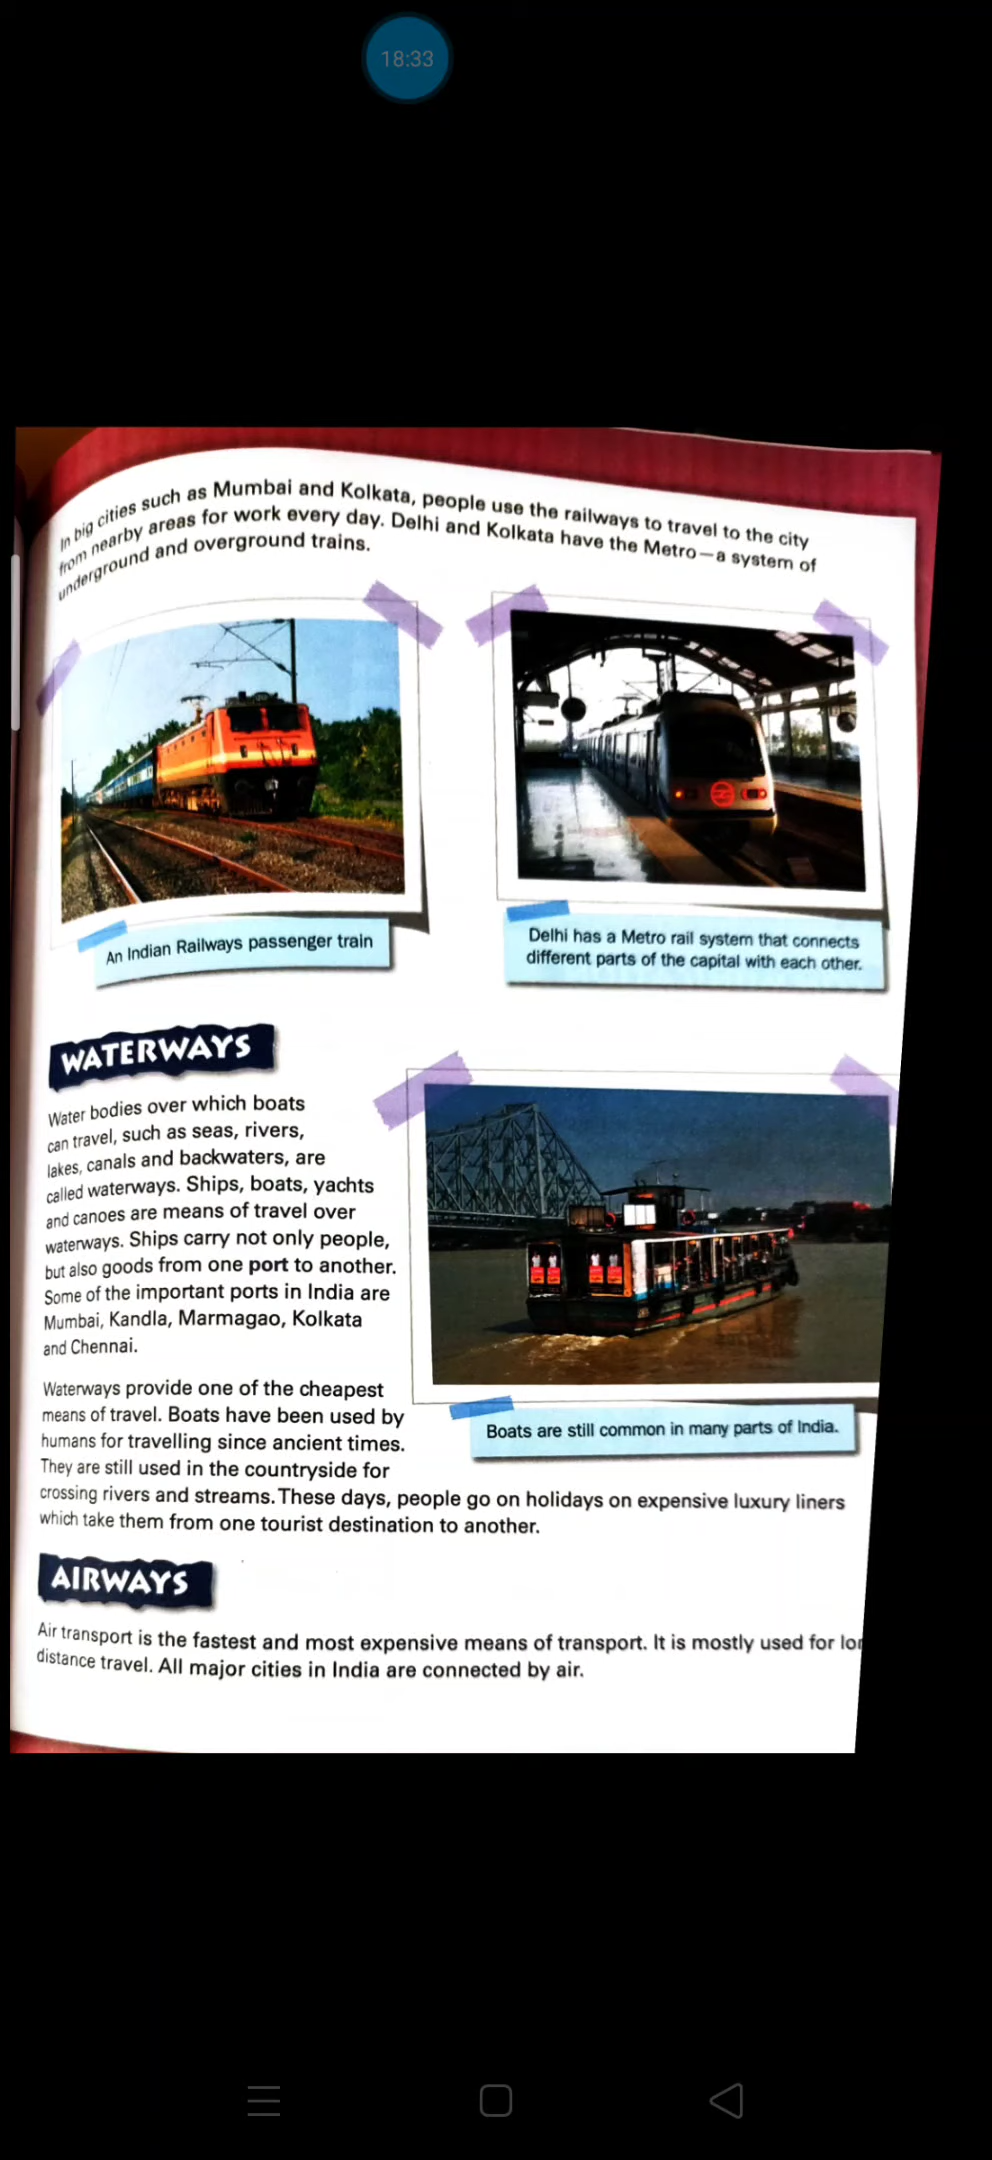 18:33
In big cities such as Mumbai and Kolkata, people use the railways to travel to the city
from nearby areas for work every day. Delhi and Kolkata have the Metro—a system of
underground and overground trains.
An Indian Railways passenger train
Delhi has a Metro rail system that connects
different parts of the capital with each other.
WATERWAYS
Water bodies over which boats
can travel, such as seas, rivers,
lakes, canals and backwaters, are
called waterways. Ships, boats, yachts
and canoes are means of travel over
waterways. Ships carry not only people,
but also goods from one port to another.
Some of the important ports in India are
Mumbai, Kandla, Marmagao, Kolkata
and Chennai.
Waterways provide one of the cheapest
means of travel. Boats have been used by
humans for travelling since ancient times.
They are still used in the countryside for
crossing rivers and streams. These days, people go on holidays on expensive luxury liners
which take them from one tourist destination to another.
Boats are still common in many parts of India.
AIRWAYS
Air transport is the fastest and most expensive means of transport. It is mostly used for
distance travel. All major cities in India are connected by air.